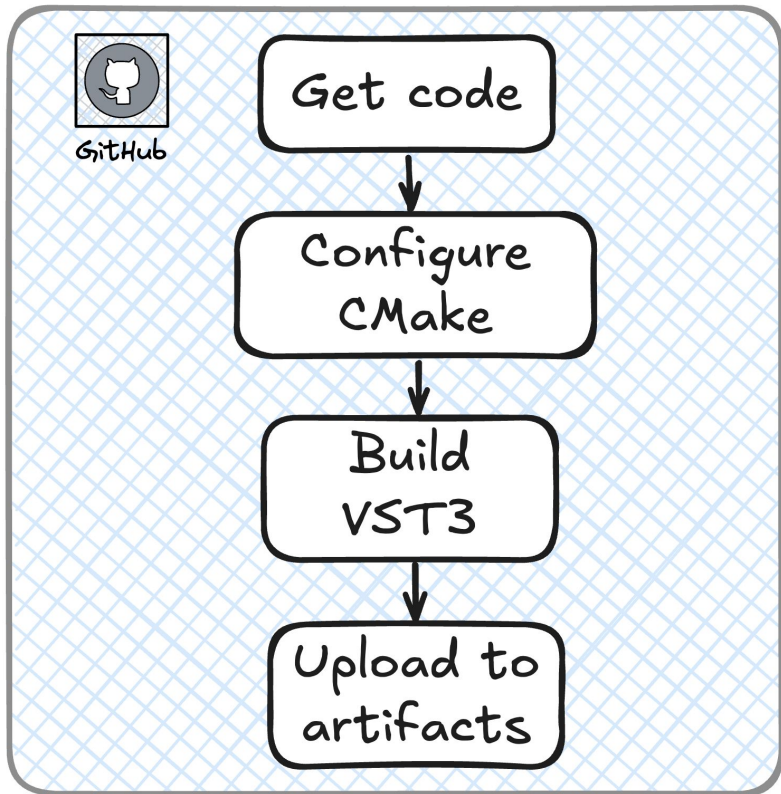 Get code
GitHub
Configure
CMake
Build
VST3
Upload to
artifacts